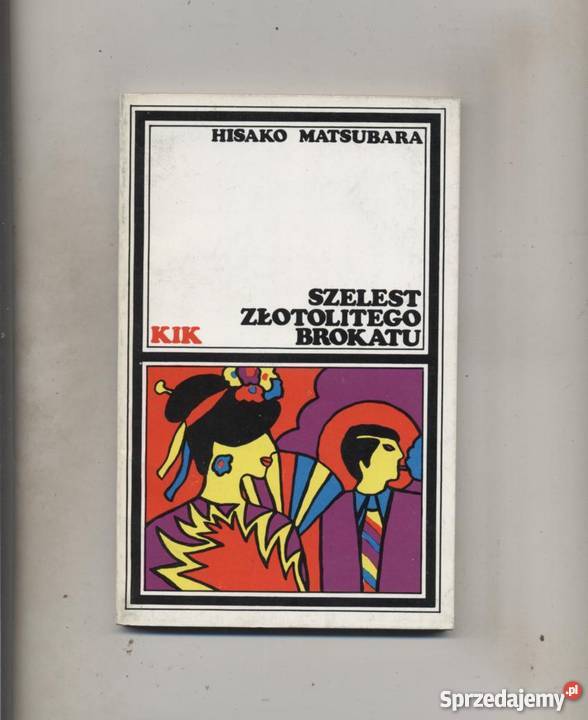 HISAKO MATSUBARA
SZELEST
ZŁOTOLITEGO
BROKATU
KIK
Sprzedajemy.pl